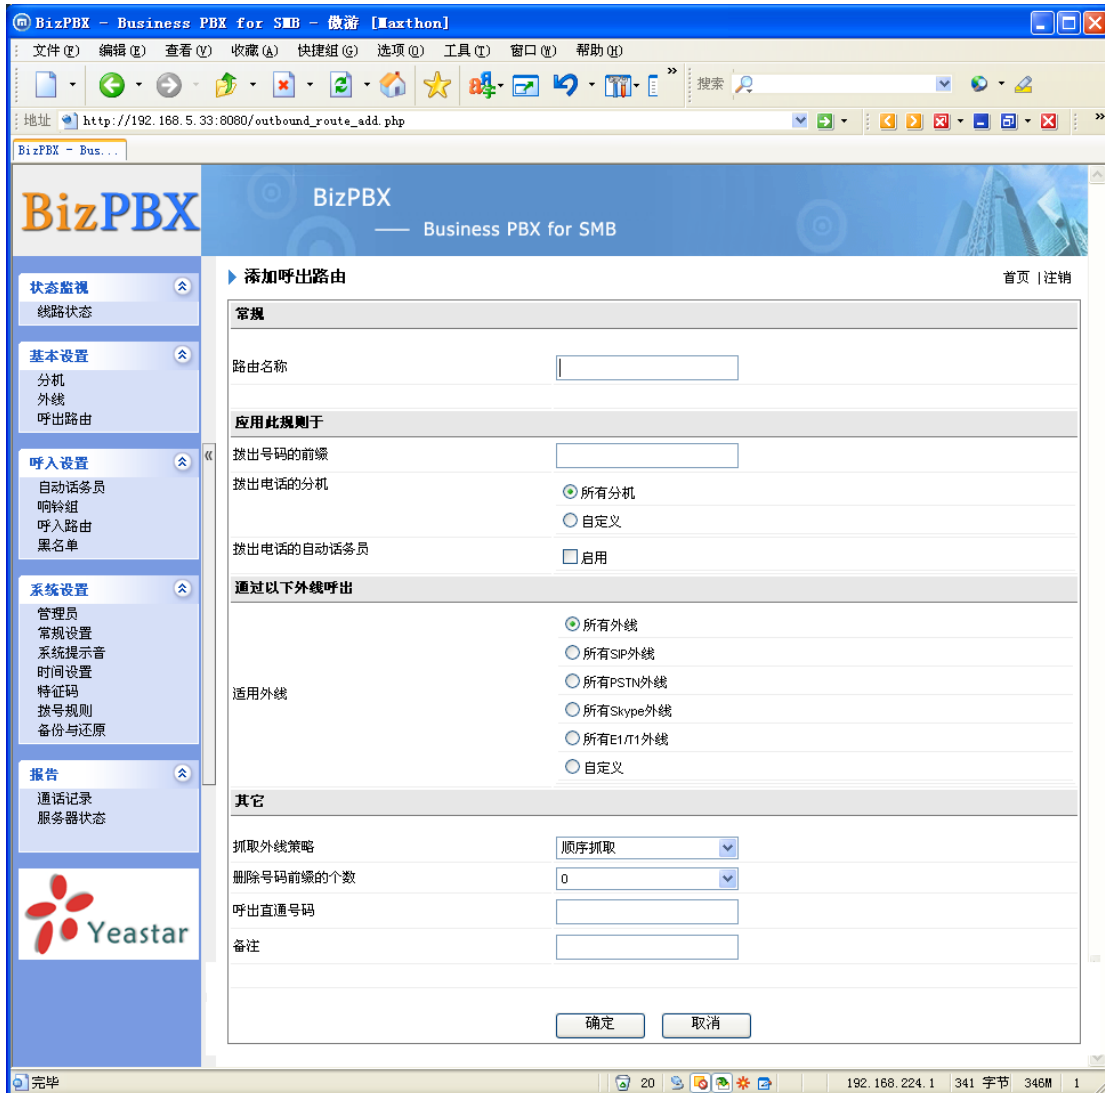 BizPBX - Business PBX for SMB - 傲游 [Maxthon]
文件(F) 编辑(E) 查看(V) 收藏(A) 快捷组(G) 选项(O) 工具(T) 窗口(W) 帮助(H)
搜索
地址 http://192.168.5.33:8080/outbound_route_add.php
BizPBX - Bus...
BizPBX
BizPBX
—— Business PBX for SMB
添加呼出路由
首页 |注销
状态监视
线路状态
基本设置
分机
外线
呼出路由
呼入设置
自动话务员
响铃组
呼入路由
黑名单
系统设置
管理员
常规设置
系统提示音
时间设置
特征码
拨号规则
备份与还原
报告
通话记录
服务器状态
Yeastar
常规
路由名称
应用此规则于
拨出号码的前缀
拨出电话的分机
所有分机
自定义
拨出电话的自动话务员
启用
通过以下外线呼出
适用外线
所有外线
所有SIP外线
所有PSTN外线
所有Skype外线
所有E1/T1外线
自定义
其它
抓取外线策略 顺序抓取
删除号码前缀的个数 0
呼出直通号码
备注
确定 取消
完毕 20 192.168.224.1 341 字节 346M 1